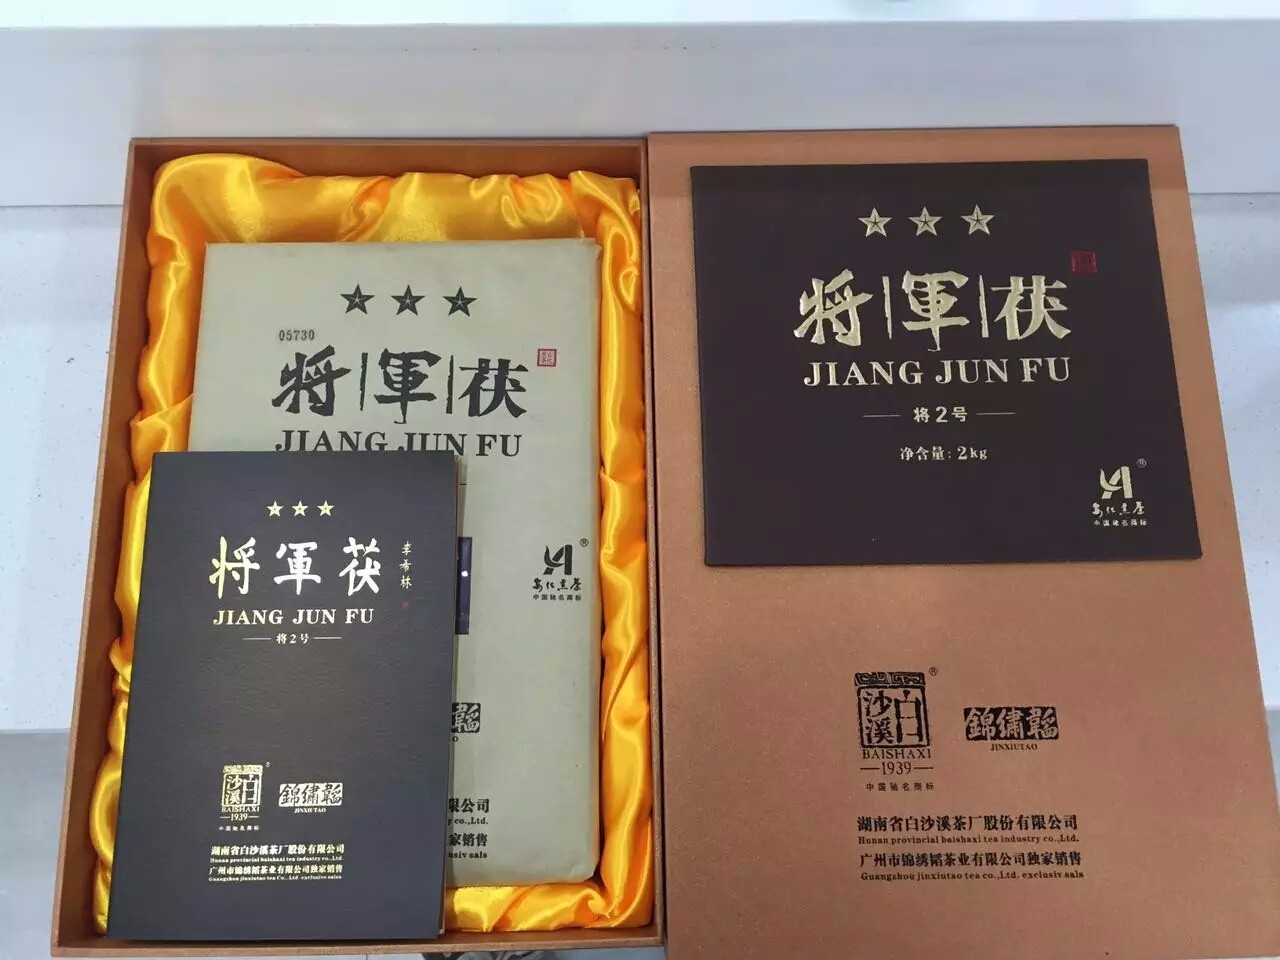 05730
将軍茯
JIANG JUN FU
安化黑茶
中国驰名商标
錦繡韜
限公司
y co.,Ltd.
家销售
usiv sals
将軍茯
李希林
JIANG JUN FU
将2号
白沙溪
BAISHAXI
1939
中国驰名商标
錦繡韜
JINXIUTAO
湖南省白沙溪茶厂股份有限公司
Hunan provincial baishaxi tea industry co.,Ltd.
广州市锦绣韬茶业有限公司独家销售
Guangzhou jinxiutao tea Co.,Ltd. exclusiv sals
将軍茯
JIANG JUN FU
将2号
净含量:2kg
安化黑茶
中国驰名商标
白沙溪
BAISHAXI
1939
中国驰名商标
錦繡韜
JINXIUTAO
湖南省白沙溪茶厂股份有限公司
Hunan provincial baishaxi tea industry co.,Ltd.
广州市锦绣韬茶业有限公司独家销售
Guangzhou jinxiutao tea Co.,Ltd. exclusiv sals